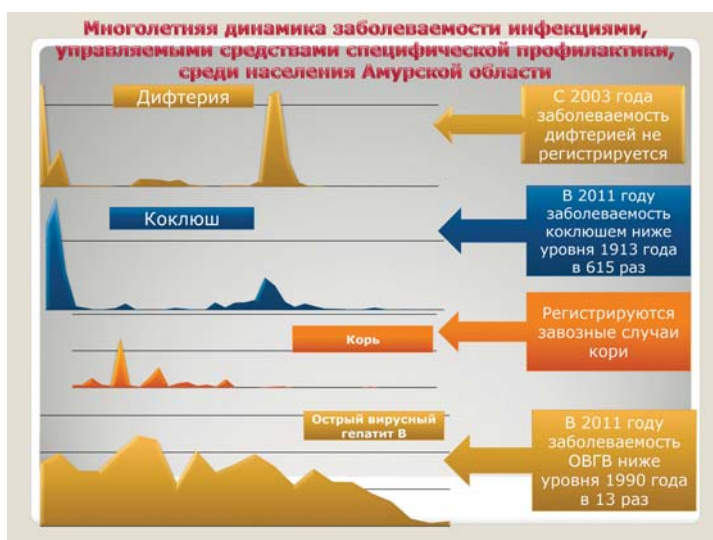 Многолетняя динамика заболеваемости инфекциями,
управляемыми средствами специфической профилактики,
среди населения Амурской области
Дифтерия
С 2003 года
заболеваемость
дифтерией не
регистрируется
Коклюш
В 2011 году
заболеваемость
коклюшем ниже
уровня 1913 года
в 615 раз
Корь
Регистрируются
завозные случаи
кори
Острый вирусный
гепатит В
В 2011 году
заболеваемость
ОВГВ ниже
уровня 1990 года
в 13 раз